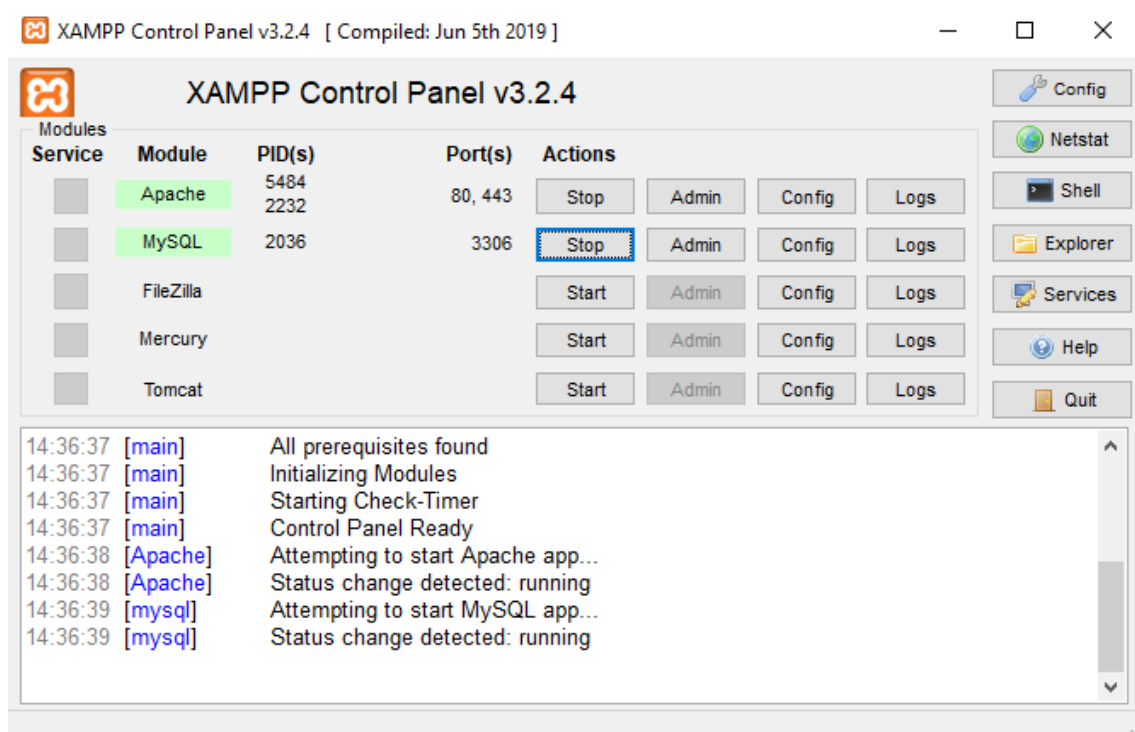 XAMPP Control Panel v3.2.4 [ Compiled: Jun 5th 2019 ]
XAMPP Control Panel v3.2.4
Config
Modules
Service Module PID(s) Port(s) Actions
Netstat
Apache 5484 80, 443 Stop Admin Config Logs
2232
Shell
MySQL 2036 3306 Stop Admin Config Logs
Explorer
FileZilla Start Admin Config Logs
Services
Mercury Start Admin Config Logs
Help
Tomcat Start Admin Config Logs
Quit
14:36:37 [main] All prerequisites found
14:36:37 [main] Initializing Modules
14:36:37 [main] Starting Check-Timer
14:36:37 [main] Control Panel Ready
14:36:38 [Apache] Attempting to start Apache app...
14:36:38 [Apache] Status change detected: running
14:36:39 [mysql] Attempting to start MySQL app...
14:36:39 [mysql] Status change detected: running